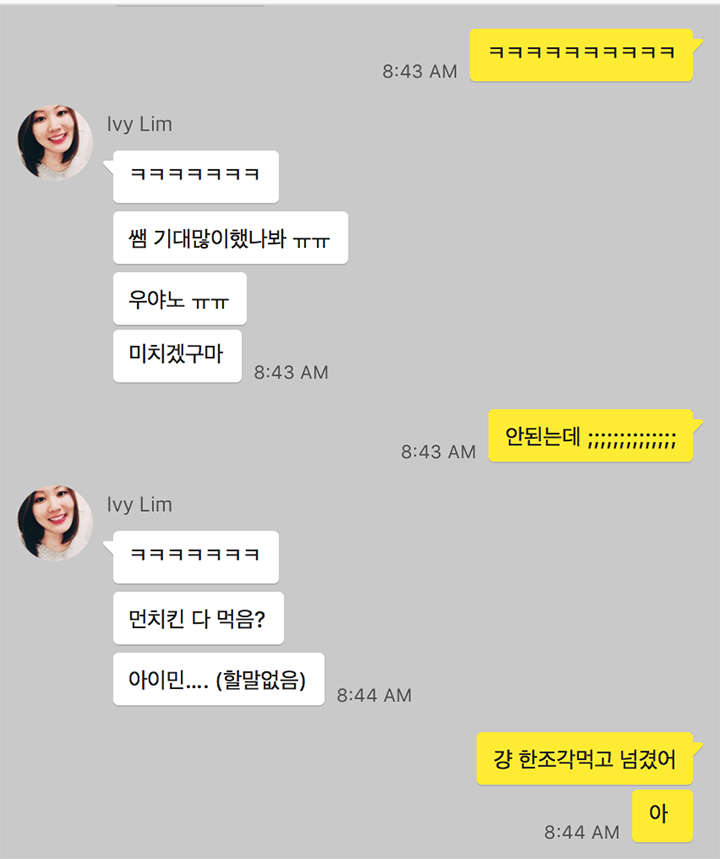 ㅋㅋㅋㅋㅋㅋㅋㅋㅋㅋ
8:43 AM
Ivy Lim
ㅋㅋㅋㅋㅋㅋㅋ
쌤 기대많이했나봐 ㅠㅠ
우야노 ㅠㅠ
미치겠구마
8:43 AM
안된는데 ;;;;;;;;;;;;;;
8:43 AM
Ivy Lim
ㅋㅋㅋㅋㅋㅋㅋ
먼치킨 다 먹음?
아이민.... (할말없음)
8:44 AM
걍 한조각먹고 넘겼어
아
8:44 AM